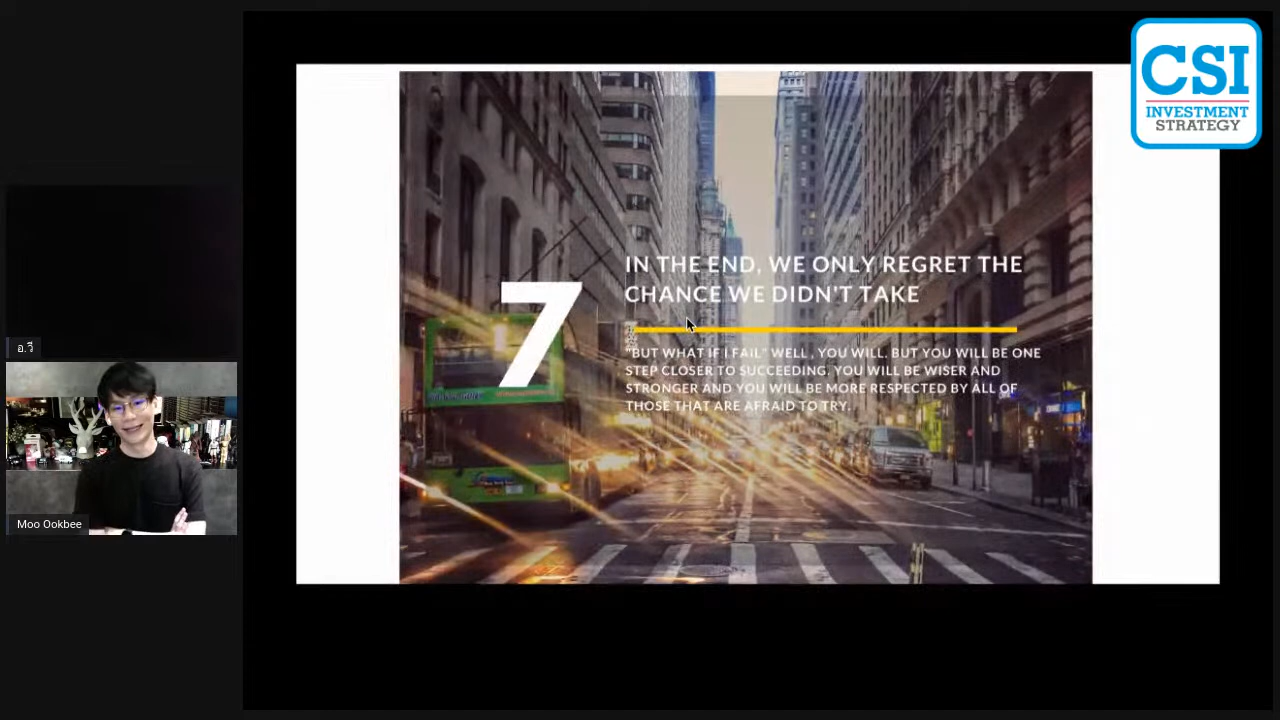 CSI
INVESTMENT
STRATEGY
7
IN THE END, WE ONLY REGRET THE
CHANCE WE DIDN'T TAKE
"BUT WHAT IF I FAIL" WELL , YOU WILL. BUT YOU WILL BE ONE
STEP CLOSER TO SUCCEEDING. YOU WILL BE WISER AND
STRONGER AND YOU WILL BE MORE RESPECTED BY ALL OF
THOSE THAT ARE AFRAID TO TRY.
อ.วี
Moo Ookbee